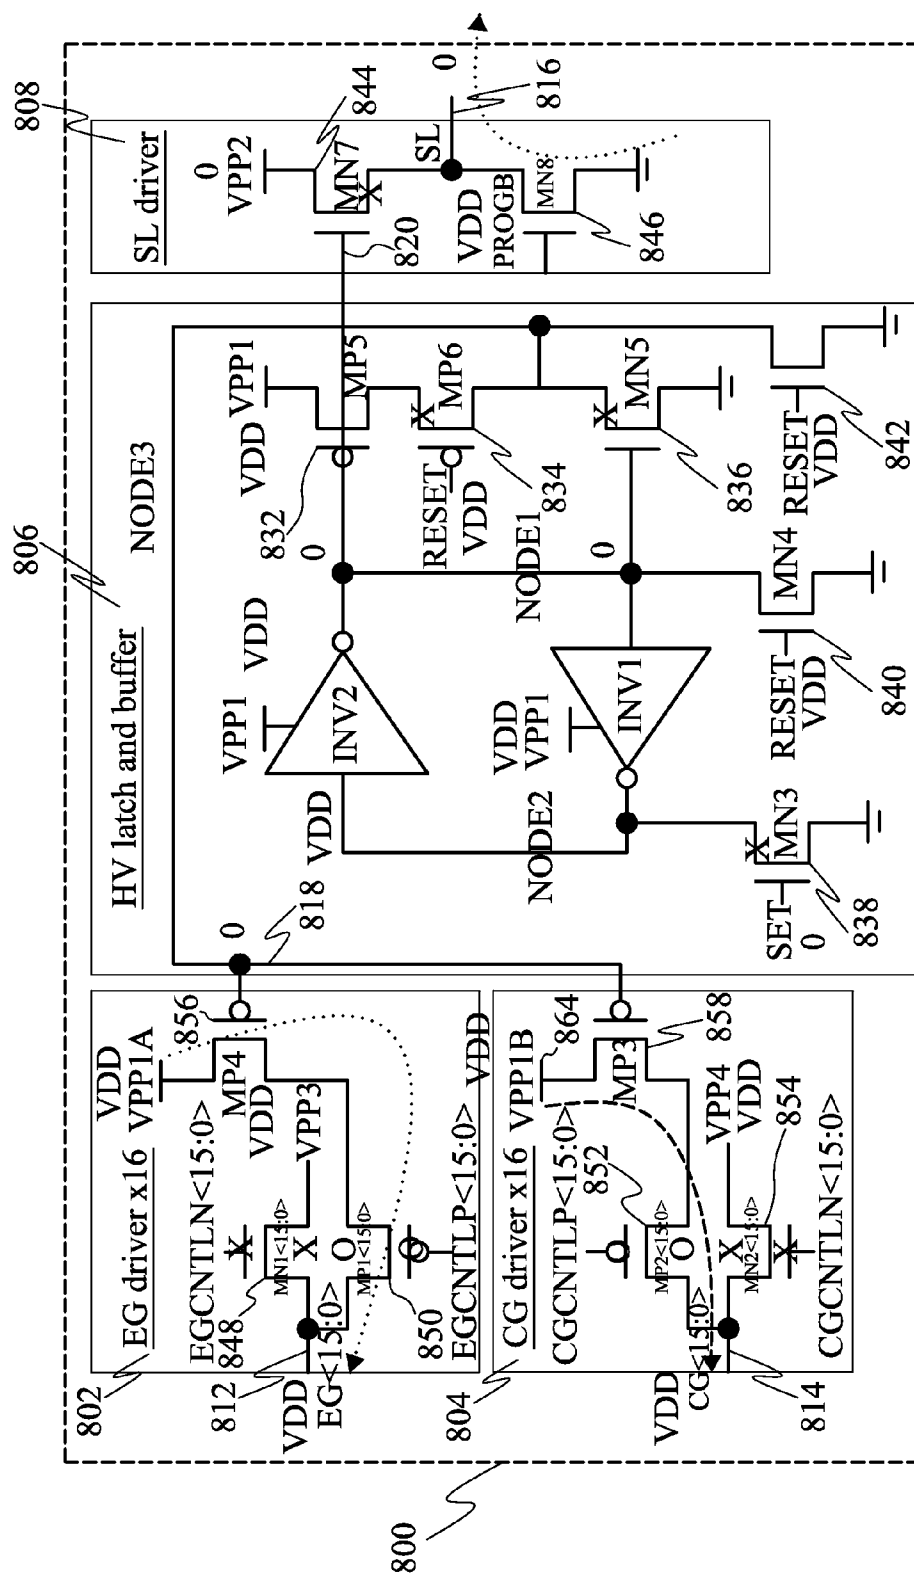 800
802
EG driver x16
VDD
VPP1A
856
MP4
VDD
VPP3
EGCNTLN<15:0>
848
MN1<15:0>
X
X
O
MP1<15:0>
812
VDD
EG<15:0>
850
EGCNTLP<15:0>
VDD
804
CG driver x16
VPP1B
864
MP3
858
CGCNTLP<15:0>
852
MP2<15:0>
O
X
MN2<15:0>
X
VPP4
VDD
854
VDD
CG<15:0>
814
CGCNTLN<15:0>
806
HV latch and buffer
NODE3
0
818
VPP1
VDD
INV2
VDD
0
NODE2
VDD
VPP1
INV1
NODE1
0
832
VDD
VPP1
MP5
RESET
VDD
X
MP6
834
X
MN5
836
SET
0
X
MN3
838
RESET
VDD
MN4
840
RESET
VDD
842
808
SL driver
0
VPP2
844
MN7
X
820
SL
0
816
VDD
PROGB
MN8
846